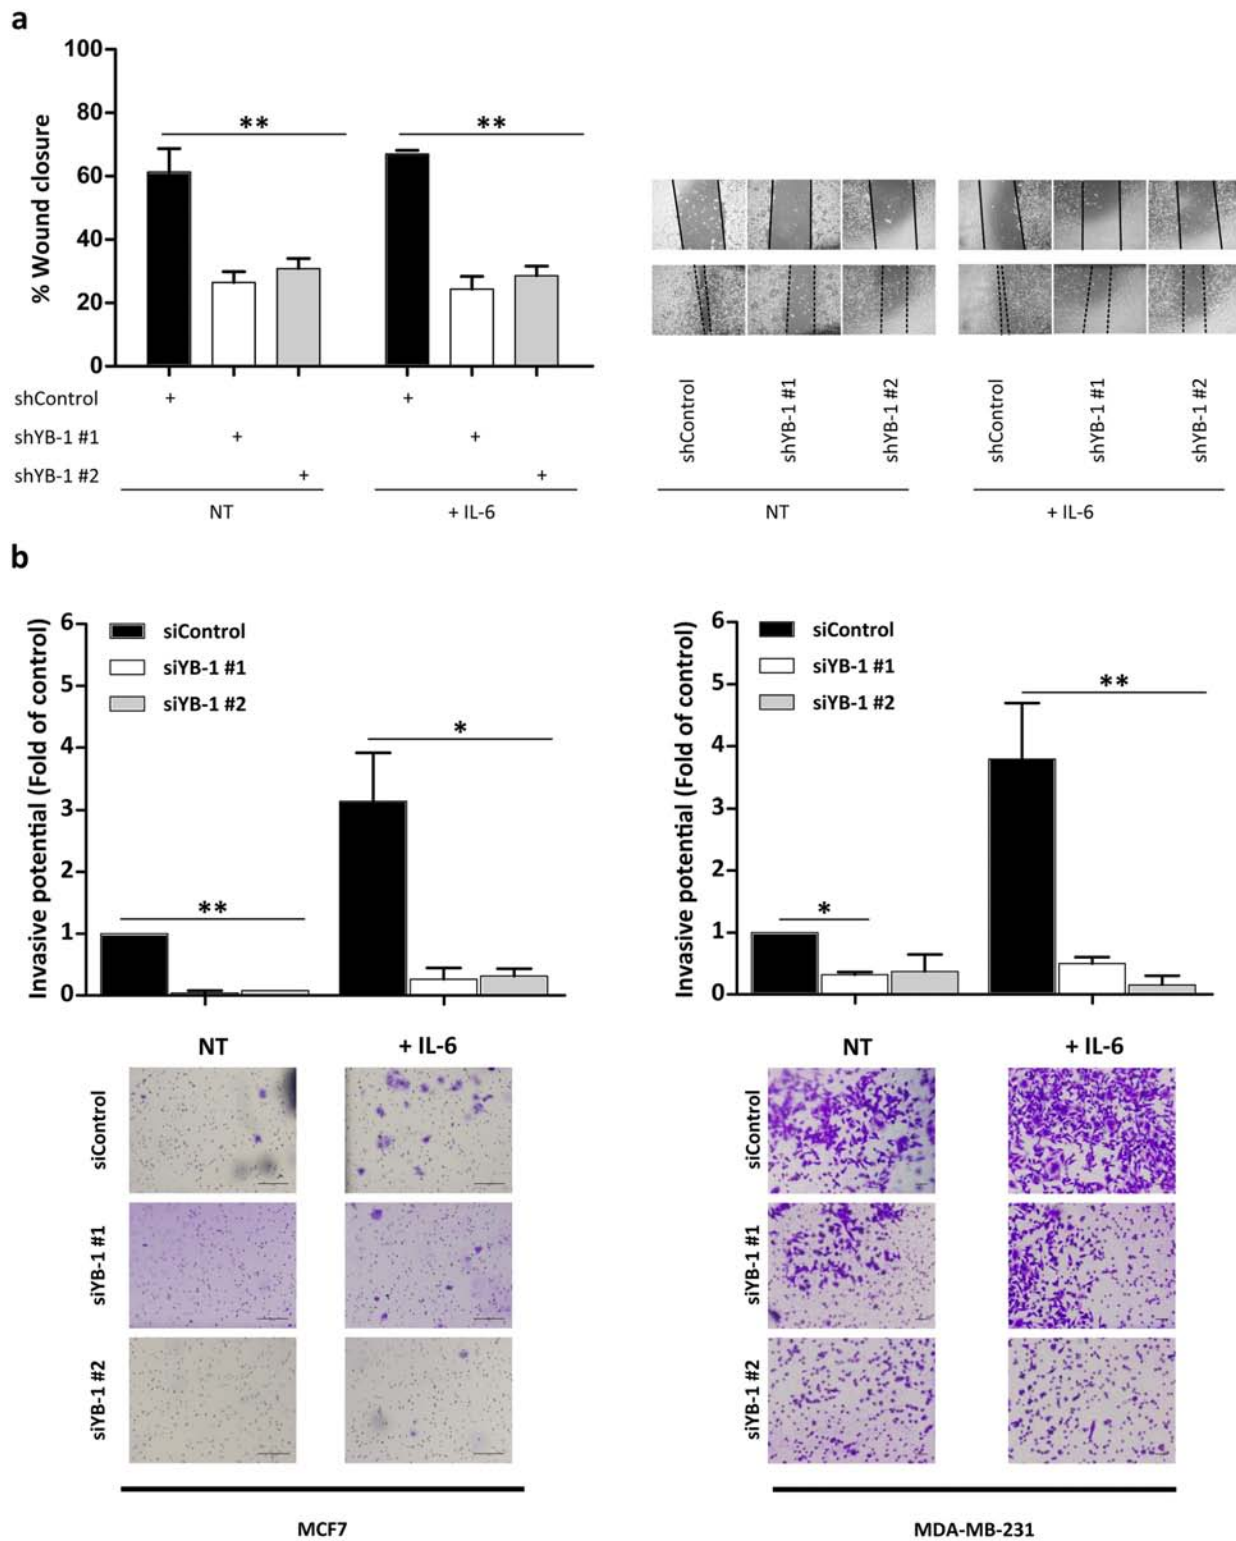 a
100
80
60
40
20
0
% Wound closure
** **
shControl + +
shYB-1 #1 + +
shYB-1 #2 + +
NT + IL-6
shControl shYB-1 #1 shYB-1 #2 shControl shYB-1 #1 shYB-1 #2
NT + IL-6
b
6
5
4
3
2
1
0
Invasive potential (Fold of control)
siControl
siYB-1 #1
siYB-1 #2
** *
NT + IL-6
siControl
siYB-1 #1
siYB-1 #2
MCF7
6
5
4
3
2
1
0
Invasive potential (Fold of control)
siControl
siYB-1 #1
siYB-1 #2
* **
NT + IL-6
siControl
siYB-1 #1
siYB-1 #2
MDA-MB-231